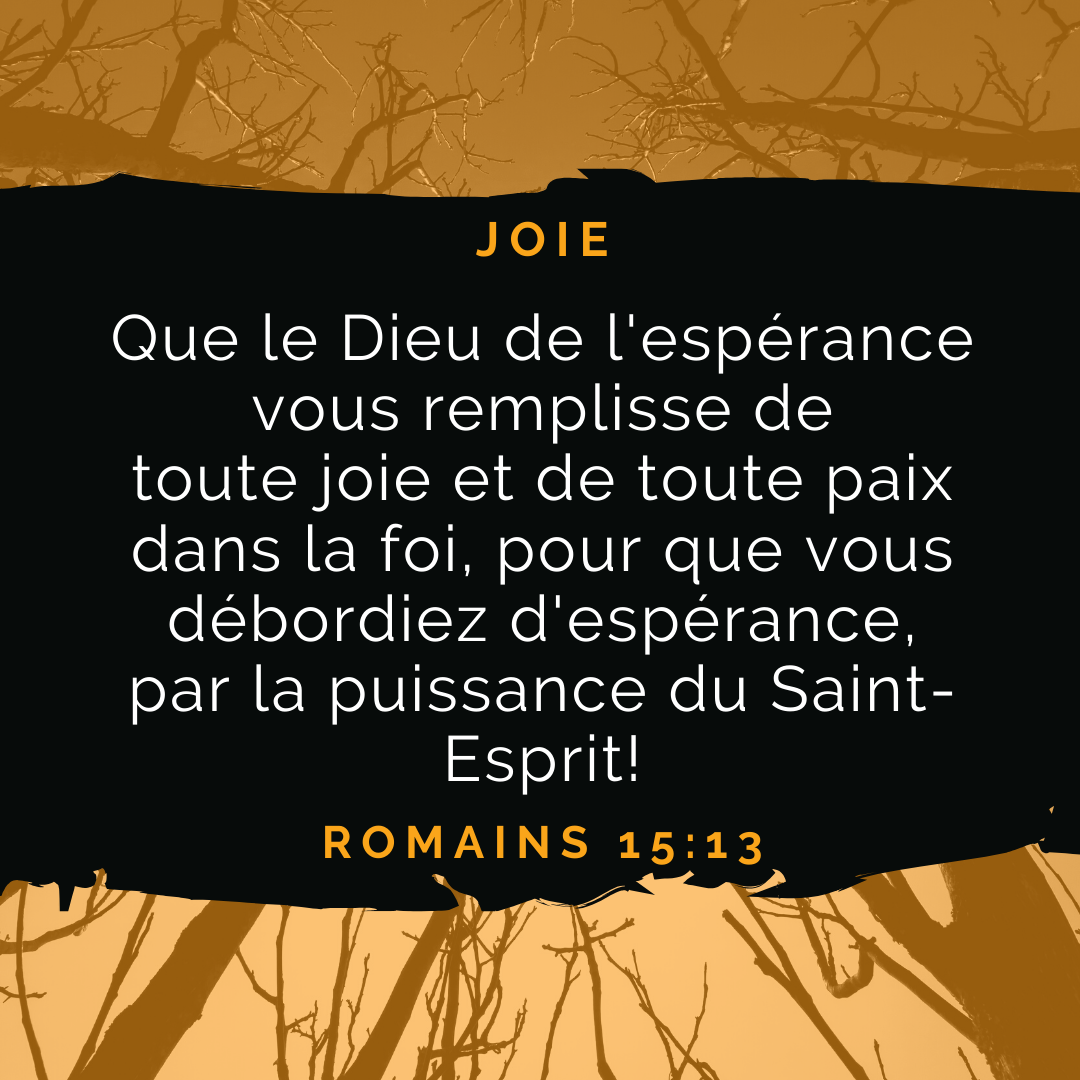 JOIE
Que le Dieu de l'espérance
vous remplisse de
toute joie et de toute paix
dans la foi, pour que vous
débordiez d'espérance,
par la puissance du Saint-
Esprit!
ROMAINS 15:13